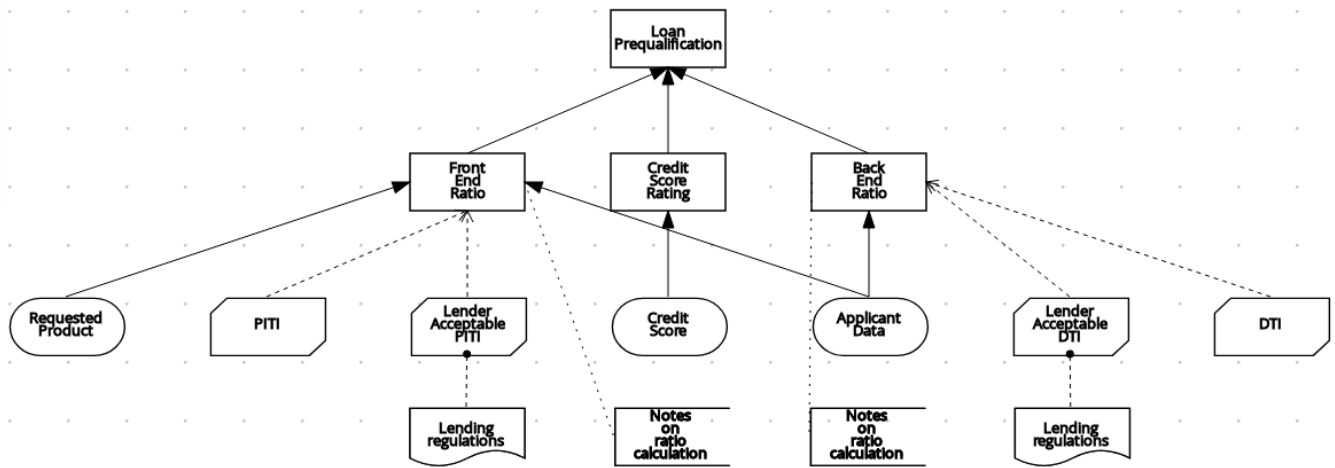 Loan
Prequalification
Front
End
Ratio
Credit
Score
Rating
Back
End
Ratio
Requested
Product
PITI
Lender
Acceptable
PITI
Credit
Score
Applicant
Data
Lender
Acceptable
DTI
DTI
Lending
regulations
Notes
on
ratio
calculation
Notes
on
ratio
calculation
Lending
regulations